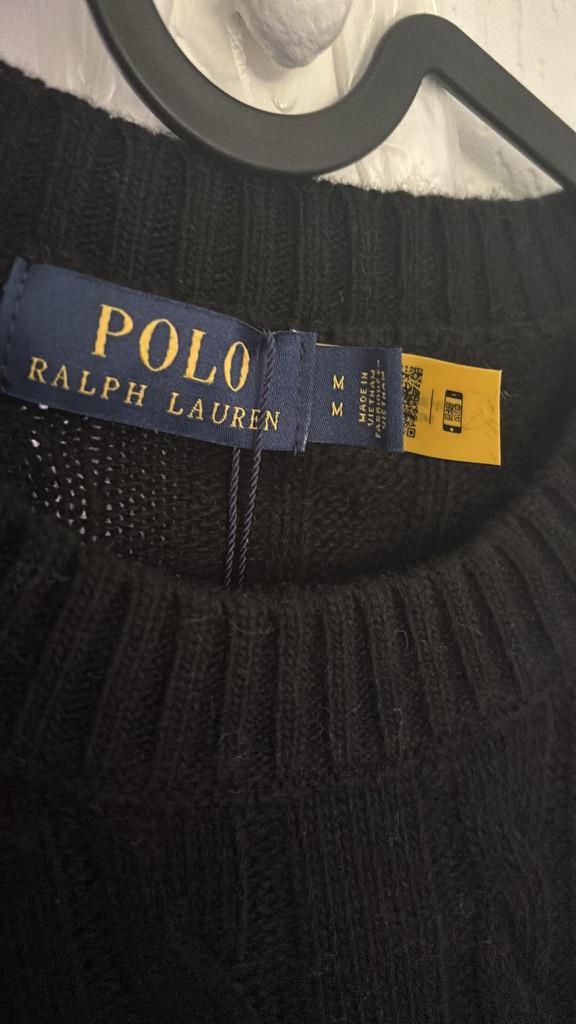 POLO
RALPH LAUREN
M
M
MADE IN
VIETNAM